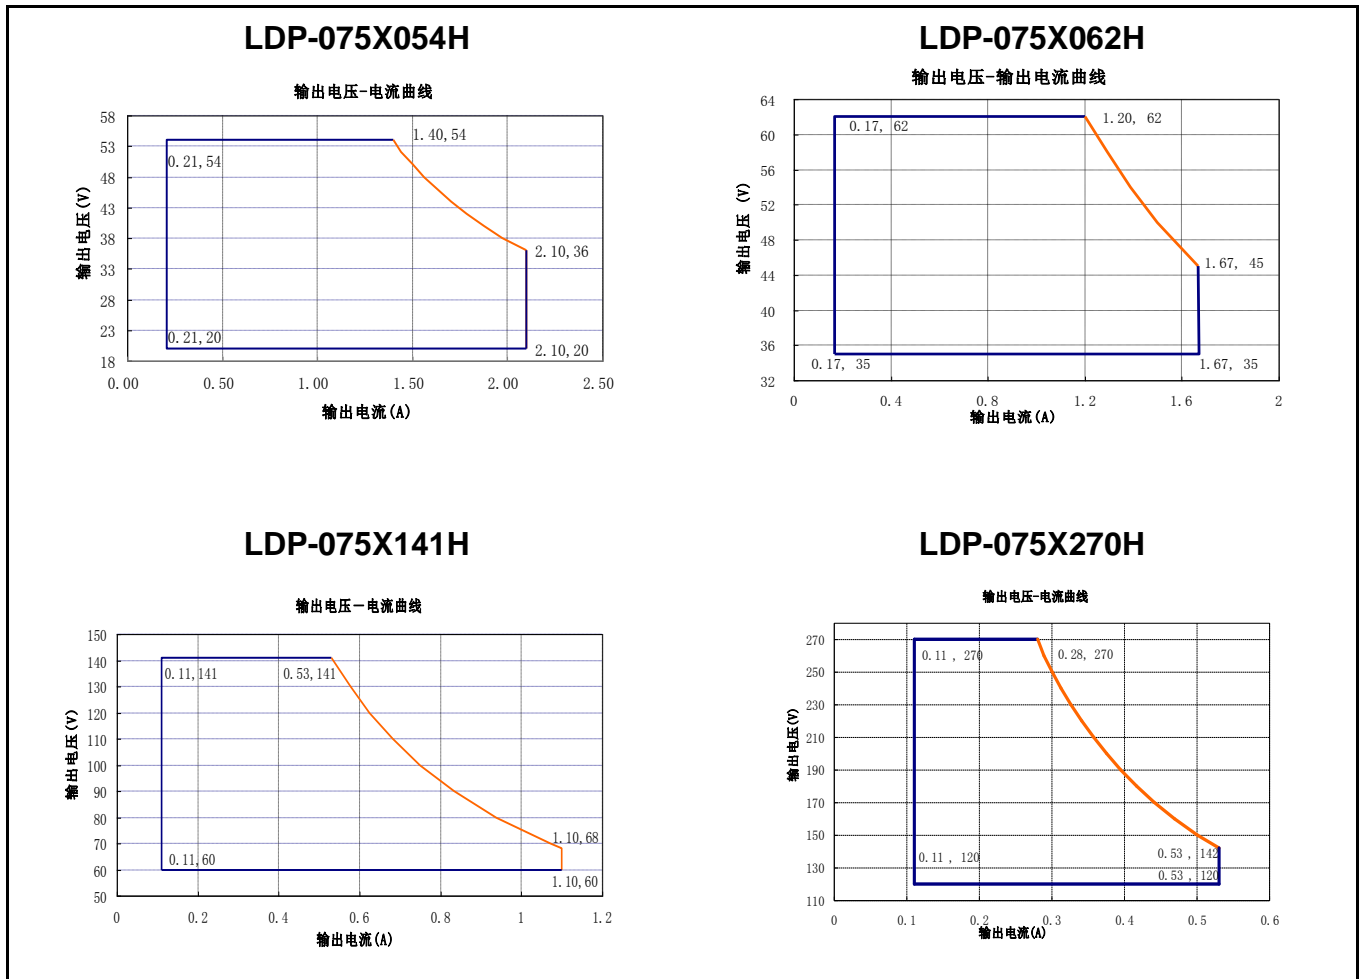 LDP-075X054H
输出电压-电流曲线
58
53
48
43
38
33
28
23
18
输出电压(V)
0.21,54
1.40,54
2.10,36
0.21,20
2.10,20
0.00 0.50 1.00 1.50 2.00 2.50
输出电流(A)
LDP-075X062H
输出电压-输出电流曲线
64
60
56
52
48
44
40
36
32
输出电压 (V)
0.17, 62
1.20, 62
1.67, 45
0.17, 35
1.67, 35
0 0.4 0.8 1.2 1.6 2
输出电流(A)
LDP-075X141H
输出电压－电流曲线
150
140
130
120
110
100
90
80
70
60
50
输出电压(V)
0.11,141
0.53,141
1.10,68
0.11,60
1.10,60
0 0.2 0.4 0.6 0.8 1 1.2
输出电流(A)
LDP-075X270H
输出电压-电流曲线
270
250
230
210
190
170
150
130
110
输出电压(V)
0.11 , 270
0.28, 270
0.53 , 142
0.11 , 120
0.53 , 120
0 0.1 0.2 0.3 0.4 0.5 0.6
输出电流(A)